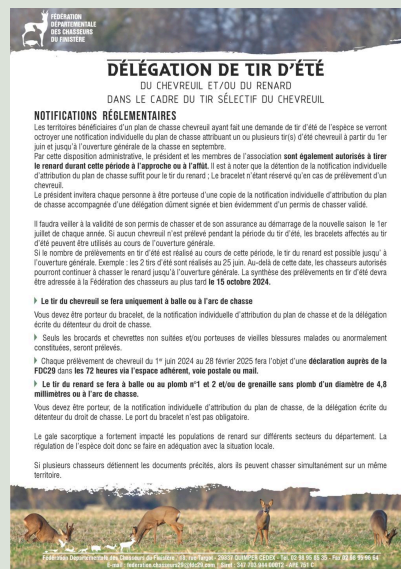 FÉDÉRATION
DÉPARTEMENTALE
DES CHASSEURS
DU FINISTÈRE
DÉLÉGATION DE TIR D'ÉTÉ
DU CHEVREUIL ET/OU DU RENARD
DANS LE CADRE DU TIR SÉLECTIF DU CHEVREUIL
NOTIFICATIONS RÉGLEMENTAIRES
Les territoires bénéficiaires d'un plan de chasse chevreuil ayant fait une demande de tir d'été de l'espèce se verront
octroyer une notification individuelle du plan de chasse attribuant un ou plusieurs tir(s) d'été chevreuil à partir du 1er
juin et jusqu'à l'ouverture générale de la chasse en septembre.
Par cette disposition administrative, le président et les membres de l'association sont également autorisés à tirer
le renard durant cette période à l'approche ou à l'affût. Il est à noter que la détention de la notification individuelle
d'attribution du plan de chasse suffit pour le tir du renard ; Le bracelet n'étant réservé qu'en cas de prélèvement d'un
chevreuil.
Le président invitera chaque personne à être porteuse d'une copie de la notification individuelle d'attribution du plan
de chasse accompagnée d'une délégation dûment signée et bien évidemment d'un permis de chasser validé.
Il faudra veiller à la validité de son permis de chasser et de son assurance au démarrage de la nouvelle saison le 1er
juillet de chaque année. Si aucun chevreuil n'est prélevé pendant la période du tir d'été, les bracelets affectés au tir
d'été peuvent être utilisés au cours de l'ouverture générale.
Si le nombre de prélèvements en tir d'été est réalisé au cours de cette période, le tir du renard est possible jusqu' à
l'ouverture générale. Exemple : les 2 tirs d'été sont réalisés au 25 juin. Au-delà de cette date, les chasseurs autorisés
pourront continuer à chasser le renard jusqu'à l'ouverture générale. La synthèse des prélèvements en tir d'été devra
être adressée à la Fédération des chasseurs au plus tard le 15 octobre 2024.
Le tir du chevreuil se fera uniquement à balle ou à l'arc de chasse
Vous devez être porteur du bracelet, de la notification individuelle d'attribution du plan de chasse et de la délégation
écrite du détenteur du droit de chasse.
Seuls les brocards et chevrettes non suitées et/ou porteuses de vieilles blessures malades ou anormalement
constituées, seront prélevés.
Chaque prélèvement de chevreuil du 1er juin 2024 au 28 février 2025 fera l'objet d'une déclaration auprès de la
FDC29 dans les 72 heures via l'espace adhérent, voie postale ou mail.
Le tir du renard se fera à balle ou au plomb n°1 et 2 et/ou de grenaille sans plomb d'un diamètre de 4,8
millimètres ou à l'arc de chasse.
Vous devez être porteur, de la notification individuelle d'attribution du plan de chasse, de la délégation écrite du
détenteur du droit de chasse. Le port du bracelet n'est pas obligatoire.
Le gale sarcoptique a fortement impacté les populations de renard sur différents secteurs du département. La
régulation de l'espèce doit donc se faire en adéquation avec la situation locale.
Si plusieurs chasseurs détiennent les documents précités, alors ils peuvent chasser simultanément sur un même
territoire.
Fédération Départementale des Chasseurs du Finistère